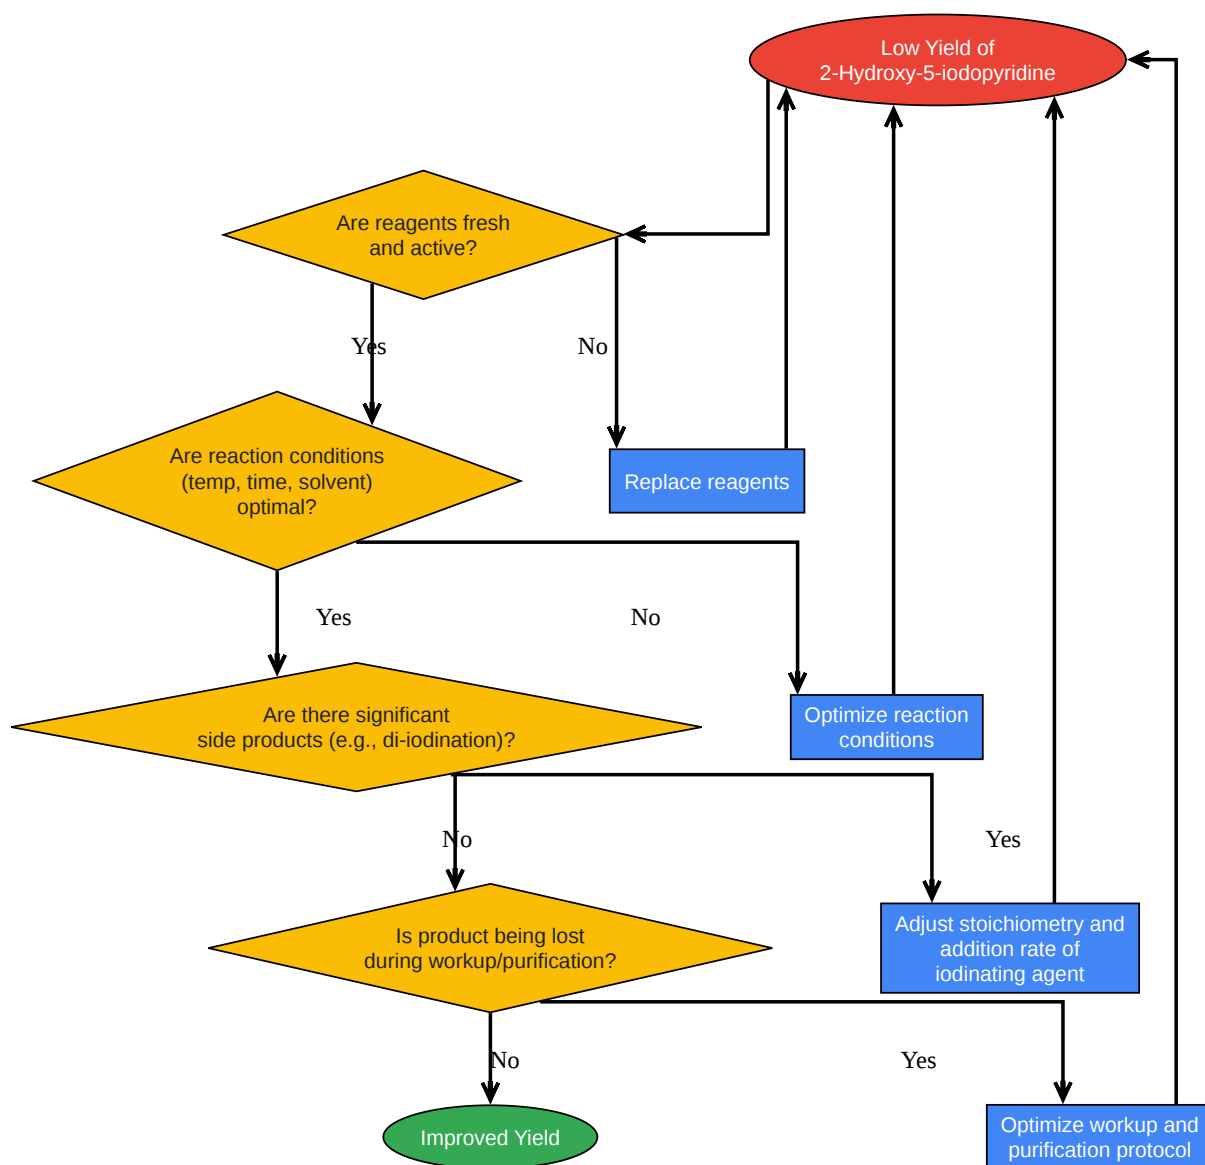 Low Yield of
2-Hydroxy-5-iodopyridine
Are reagents fresh
and active?
Yes
No
Are reaction conditions
(temp, time, solvent)
optimal?
Replace reagents
Yes
No
Are there significant
side products (e.g., di-iodination)?
Optimize reaction
conditions
No
Yes
Is product being lost
during workup/purification?
Adjust stoichiometry and
addition rate of
iodinating agent
No
Yes
Improved Yield
Optimize workup and
purification protocol